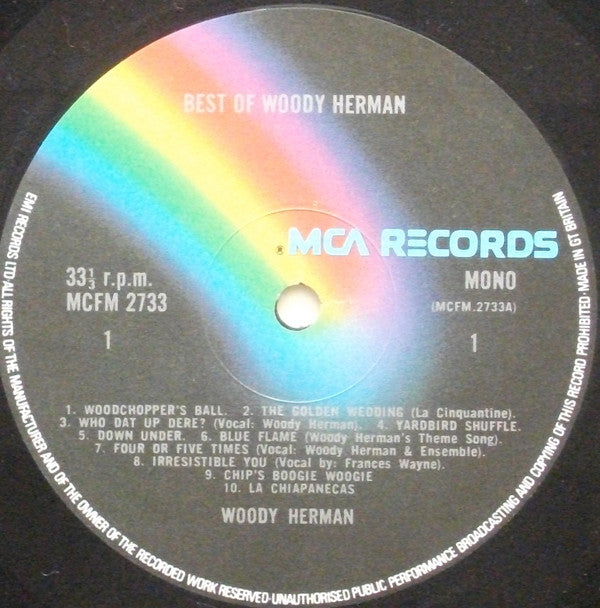 BEST OF WOODY HERMAN
® MCA RECORDS
33⅓ r.p.m.
MCFM 2733
1
MONO
(MCFM.2733A)
1
1. WOODCHOPPER'S BALL. 2. THE GOLDEN WEDDING (La Cinquantine).
3. WHO DAT UP DERE? (Vocal: Woody Herman). 4. YARDBIRD SHUFFLE.
5. DOWN UNDER. 6. BLUE FLAME (Woody Herman's Theme Song).
7. FOUR OR FIVE TIMES (Vocal: Woody Herman & Ensemble).
8. IRRESISTIBLE YOU (Vocal by: Frances Wayne).
9. CHIP'S BOOGIE WOOGIE
10. LA CHIAPANECAS
WOODY HERMAN
EMI RECORDS LTD·ALL RIGHTS OF THE MANUFACTURER AND OF THE OWNER OF THE RECORDED WORK RESERVED·UNAUTHORISED PUBLIC PERFORMANCE BROADCASTING AND COPYING OF THIS RECORD PROHIBITED·MADE IN GT BRITAIN